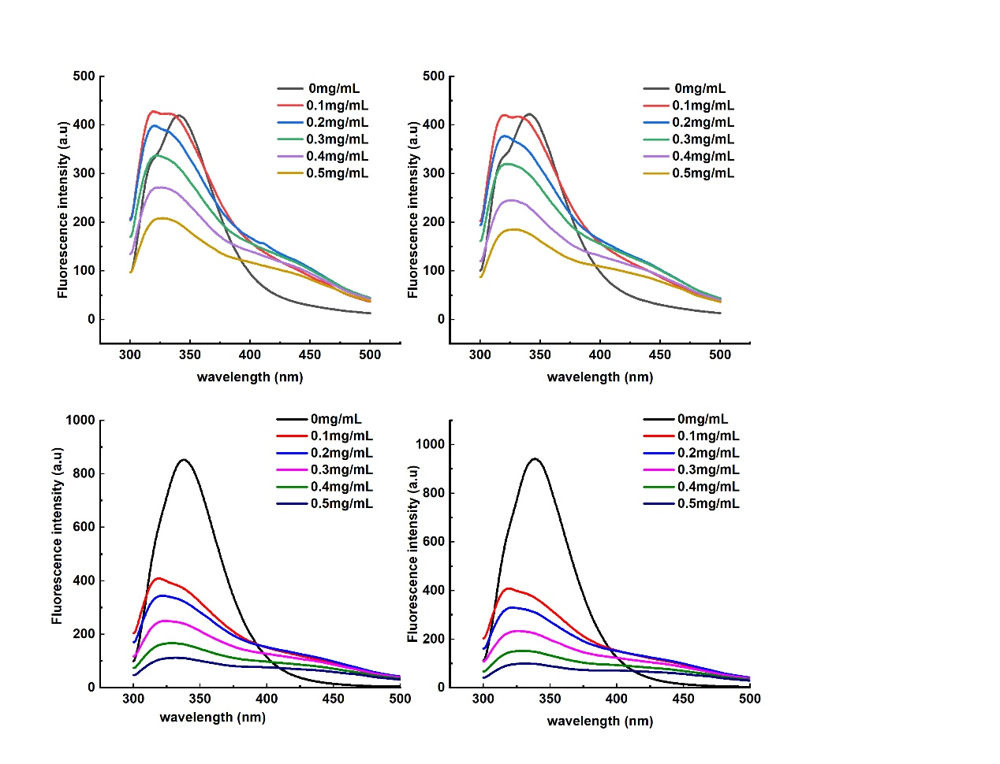 500
400
300
200
100
0
Fluorescence intensity (a.u)
0mg/mL
0.1mg/mL
0.2mg/mL
0.3mg/mL
0.4mg/mL
0.5mg/mL
300 350 400 450 500
wavelength (nm)
500
400
300
200
100
0
Fluorescence intensity (a.u)
0mg/mL
0.1mg/mL
0.2mg/mL
0.3mg/mL
0.4mg/mL
0.5mg/mL
300 350 400 450 500
wavelength (nm)
1000
800
600
400
200
0
Fluorescence intensity (a.u)
0mg/mL
0.1mg/mL
0.2mg/mL
0.3mg/mL
0.4mg/mL
0.5mg/mL
300 350 400 450 500
wavelength (nm)
1000
800
600
400
200
0
Fluorescence intensity (a.u)
0mg/mL
0.1mg/mL
0.2mg/mL
0.3mg/mL
0.4mg/mL
0.5mg/mL
300 350 400 450 500
wavelength (nm)